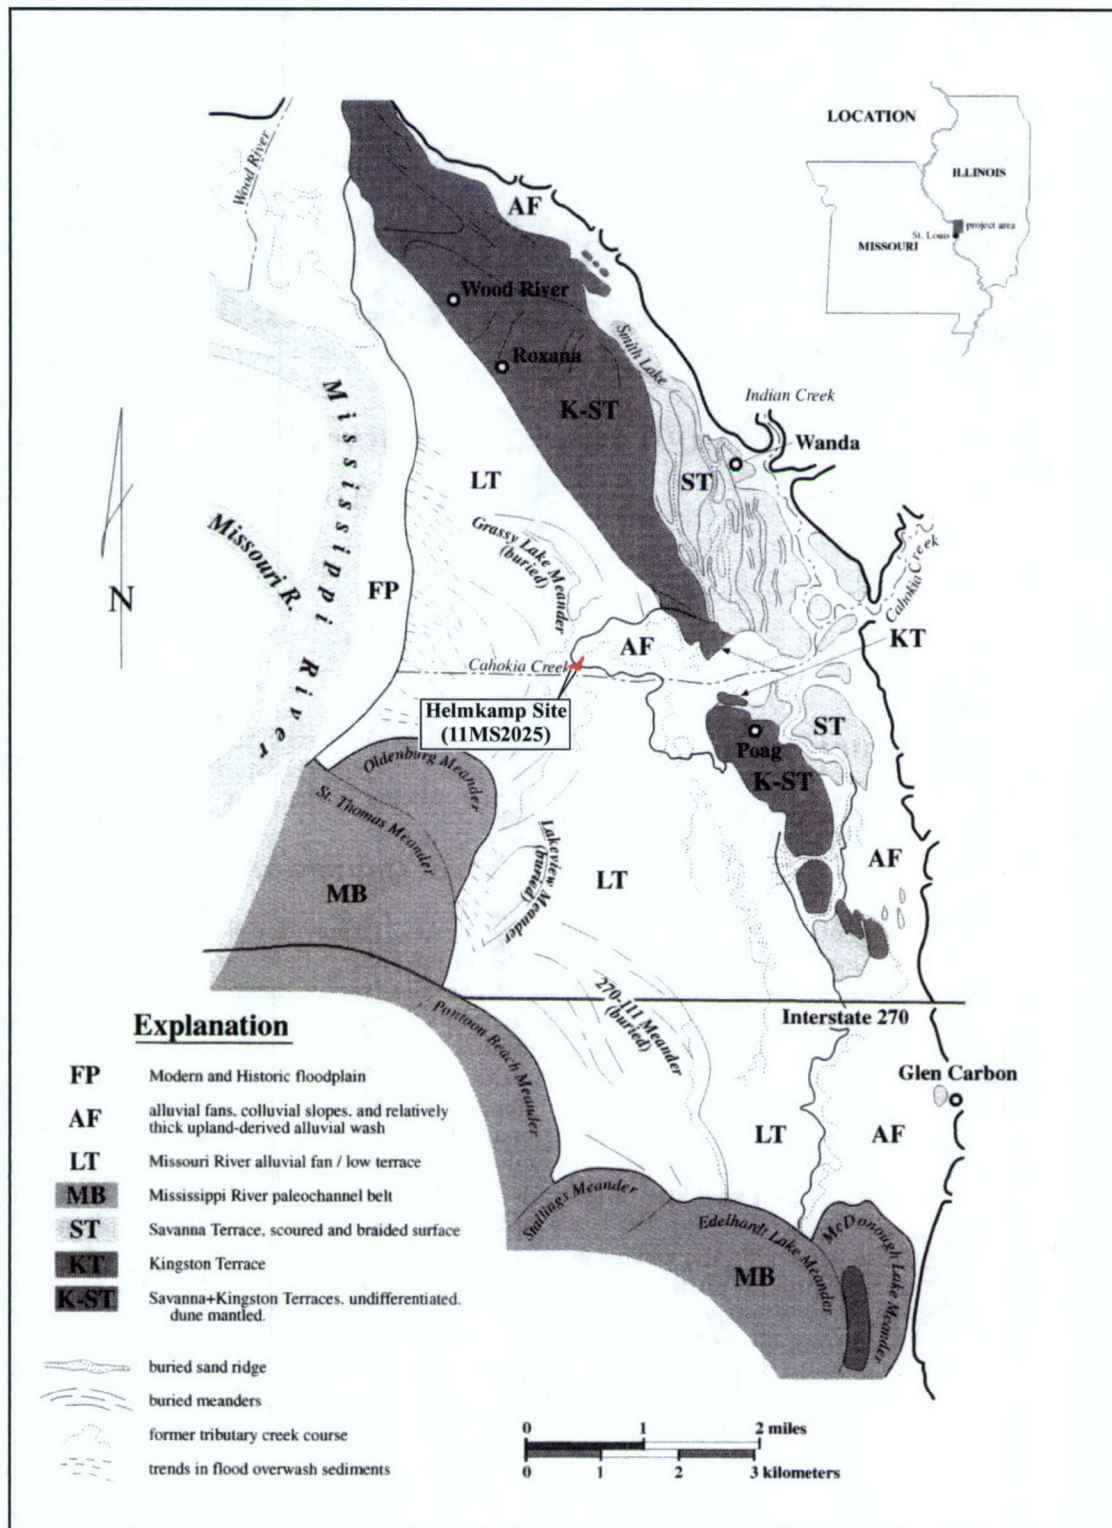 LOCATION
ILLINOIS
project area
St. Louis
MISSOURI
Wood River
AF
Wood River
Smith Lake
Roxana
K-ST
Indian Creek
Wanda
ST
LT
Mississippi River
Missouri R.
Grassy Lake Meander
(buried)
FP
Cahokia Creek
KT
AF
N
Cahokia Creek
Helmkamp Site
(11MS2025)
ST
Poag
K-ST
Oldenburg Meander
St. Thomas Meander
AF
Lakeview Meander
(buried)
LT
MB
270-III Meander
(buried)
Interstate 270
Pontoon Beach Meander
Glen Carbon
LT
AF
Stallings Meander
Edelhardt Lake Meander
McDonough Lake Meander
MB
Explanation
FP Modern and Historic floodplain
AF alluvial fans, colluvial slopes, and relatively
thick upland-derived alluvial wash
LT Missouri River alluvial fan / low terrace
MB Mississippi River paleochannel belt
ST Savanna Terrace, scoured and braided surface
KT Kingston Terrace
K-ST Savanna+Kingston Terraces, undifferentiated,
dune mantled.
buried sand ridge
buried meanders
former tributary creek course
trends in flood overwash sediments
0 1 2 miles
0 1 2 3 kilometers